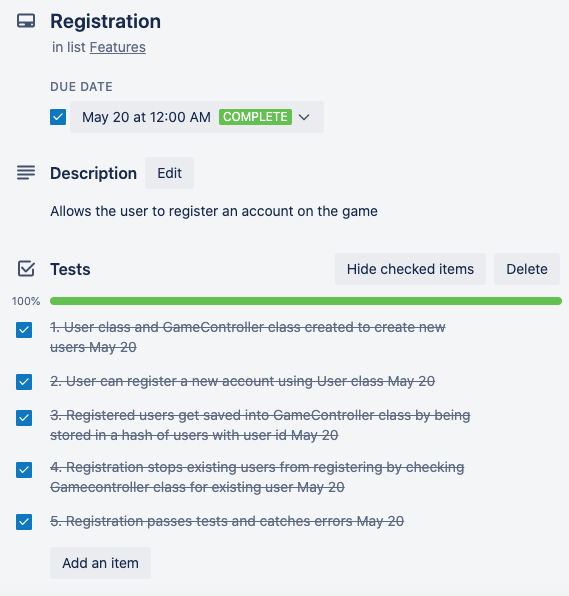 Registration
in list Features
DUE DATE
May 20 at 12:00 AM COMPLETE
Description Edit
Allows the user to register an account on the game
Tests Hide checked items Delete
100%
1. User class and GameController class created to create new
users May 20
2. User can register a new account using User class May 20
3. Registered users get saved into GameController class by being
stored in a hash of users with user id May 20
4. Registration stops existing users from registering by checking
Gamecontroller class for existing user May 20
5. Registration passes tests and catches errors May 20
Add an item